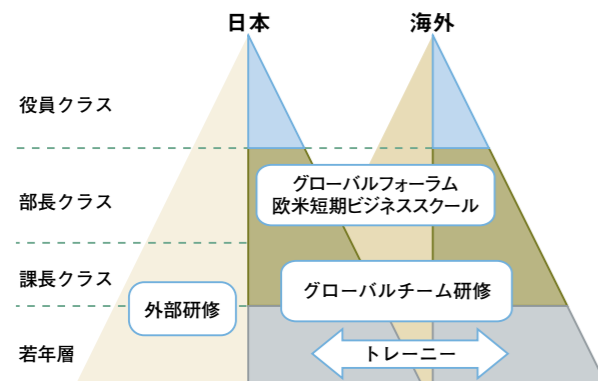 日本
海外
役員クラス
部長クラス
グローバルフォーラム
欧米短期ビジネススクール
課長クラス
グローバルチーム研修
外部研修
若年層
トレーニー